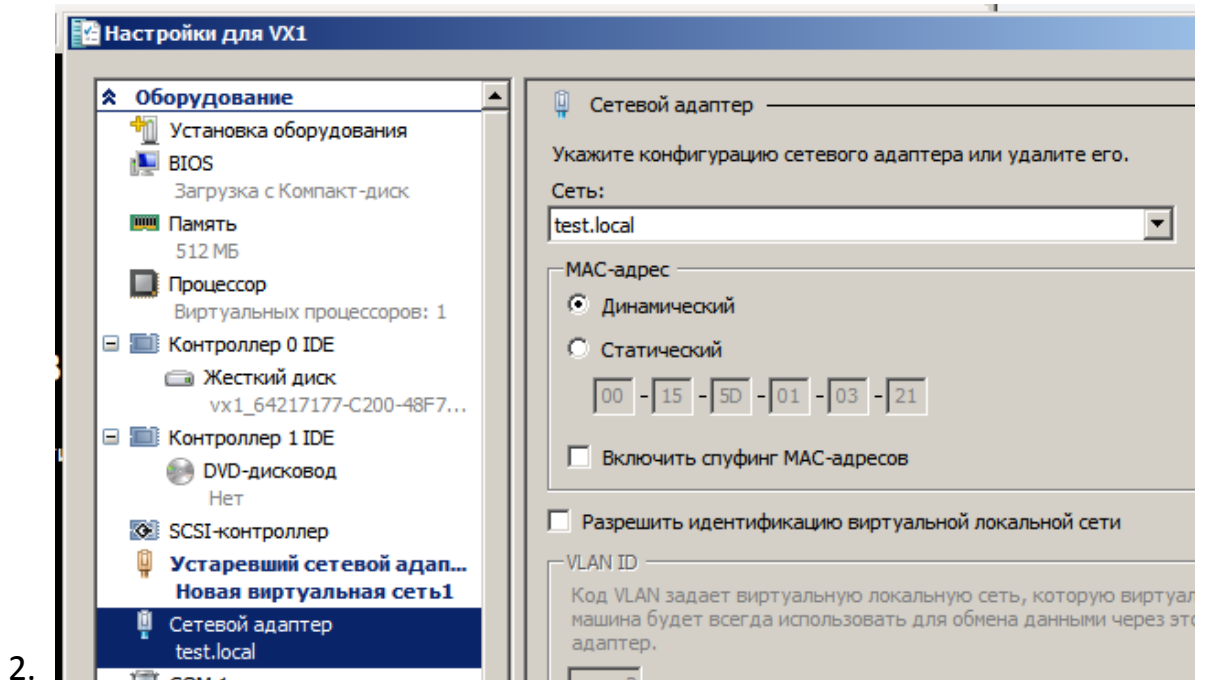 Настройки для VX1
Оборудование
Установка оборудования
BIOS
Загрузка с Компакт-диск
Память
512 МБ
Процессор
Виртуальных процессоров: 1
Контроллер 0 IDE
Жесткий диск
vx1_64217177-C200-48F7...
Контроллер 1 IDE
DVD-дисковод
Нет
SCSI-контроллер
Устаревший сетевой адап...
Новая виртуальная сеть1
Сетевой адаптер
test.local
Сетевой адаптер
Укажите конфигурацию сетевого адаптера или удалите его.
Сеть:
test.local
MAC-адрес
Динамический
Статический
00 - 15 - 5D - 01 - 03 - 21
Включить спуфинг MAC-адресов
Разрешить идентификацию виртуальной локальной сети
VLAN ID
Код VLAN задает виртуальную локальную сеть, которую
машина будет всегда использовать для обмена данными через
адаптер.
2.